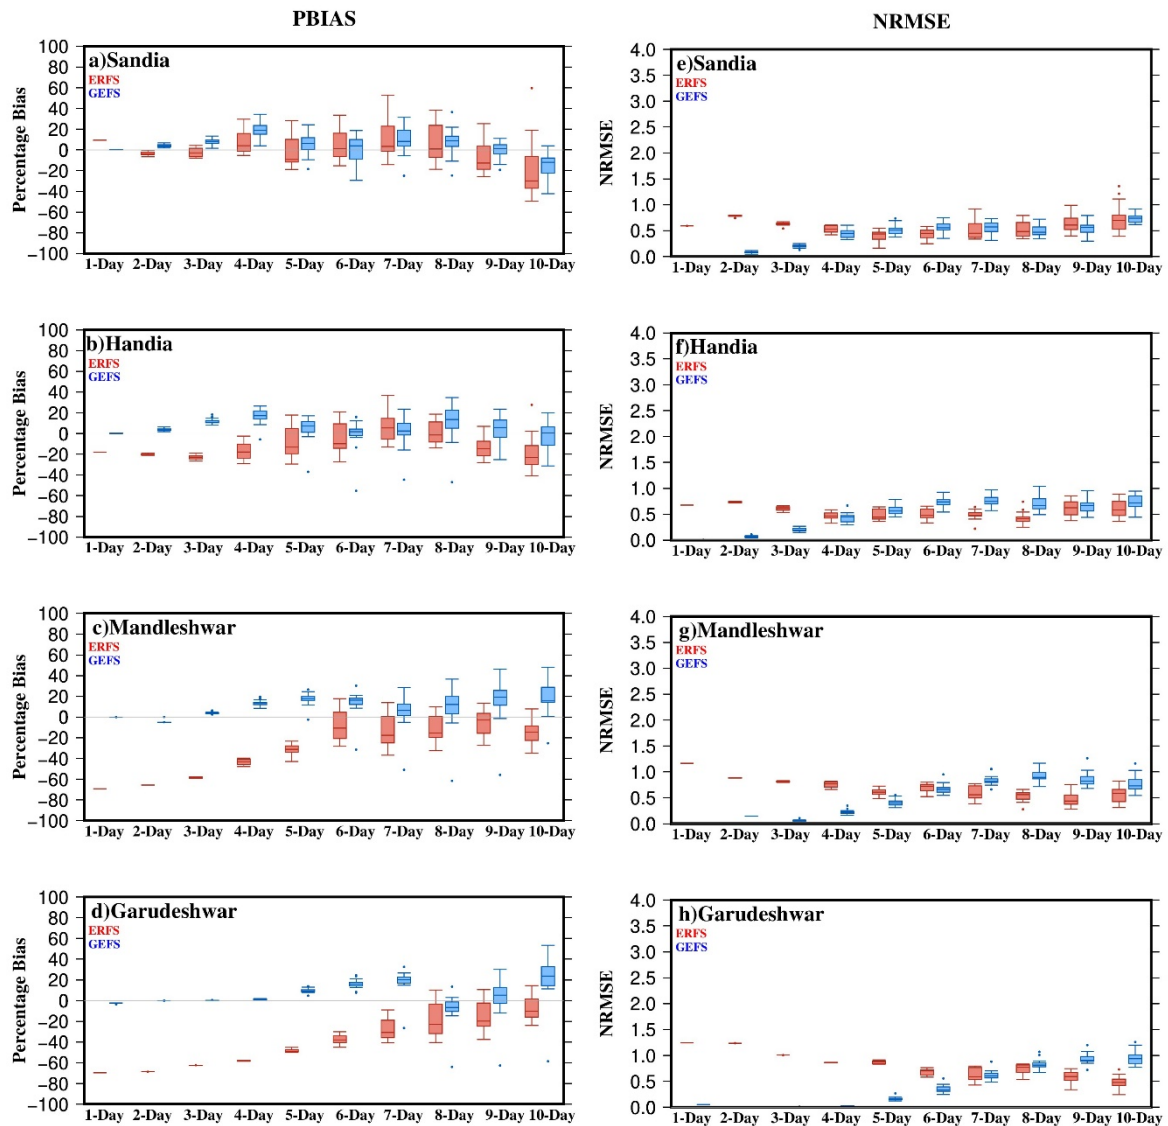 PBIAS
NRMSE
a)Sandia
ERFS
GEFS
Percentage Bias
100
80
60
40
20
0
−20
−40
−60
−80
−100
1-Day 2-Day 3-Day 4-Day 5-Day 6-Day 7-Day 8-Day 9-Day 10-Day
e)Sandia
ERFS
GEFS
NRMSE
4.0
3.5
3.0
2.5
2.0
1.5
1.0
0.5
0.0
1-Day 2-Day 3-Day 4-Day 5-Day 6-Day 7-Day 8-Day 9-Day 10-Day
b)Handia
ERFS
GEFS
Percentage Bias
100
80
60
40
20
0
−20
−40
−60
−80
−100
1-Day 2-Day 3-Day 4-Day 5-Day 6-Day 7-Day 8-Day 9-Day 10-Day
f)Handia
ERFS
GEFS
NRMSE
4.0
3.5
3.0
2.5
2.0
1.5
1.0
0.5
0.0
1-Day 2-Day 3-Day 4-Day 5-Day 6-Day 7-Day 8-Day 9-Day 10-Day
c)Mandleshwar
ERFS
GEFS
Percentage Bias
100
80
60
40
20
0
−20
−40
−60
−80
−100
1-Day 2-Day 3-Day 4-Day 5-Day 6-Day 7-Day 8-Day 9-Day 10-Day
g)Mandleshwar
ERFS
GEFS
NRMSE
4.0
3.5
3.0
2.5
2.0
1.5
1.0
0.5
0.0
1-Day 2-Day 3-Day 4-Day 5-Day 6-Day 7-Day 8-Day 9-Day 10-Day
d)Garudeshwar
ERFS
GEFS
Percentage Bias
100
80
60
40
20
0
−20
−40
−60
−80
−100
1-Day 2-Day 3-Day 4-Day 5-Day 6-Day 7-Day 8-Day 9-Day 10-Day
h)Garudeshwar
ERFS
GEFS
NRMSE
4.0
3.5
3.0
2.5
2.0
1.5
1.0
0.5
0.0
1-Day 2-Day 3-Day 4-Day 5-Day 6-Day 7-Day 8-Day 9-Day 10-Day